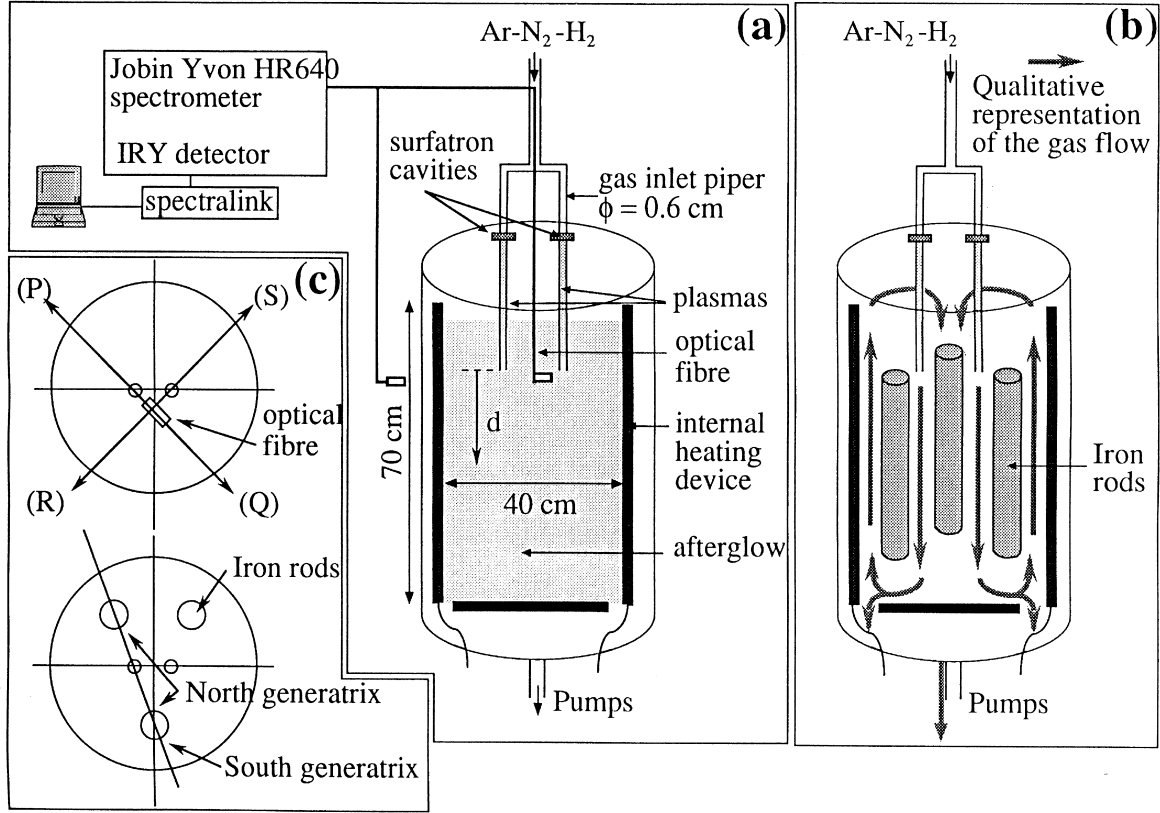 (a)
Ar-N2-H2
Jobin Yvon HR640
spectrometer
IRY detector
spectralink
surfatron
cavities
gas inlet piper
ϕ = 0.6 cm
plasmas
optical
fibre
internal
heating
device
70 cm
d
40 cm
afterglow
Pumps
(b)
Ar-N2-H2
Qualitative
representation
of the gas flow
Iron
rods
Pumps
(c)
(P)
(S)
optical
fibre
(R)
(Q)
Iron rods
North generatrix
South generatrix